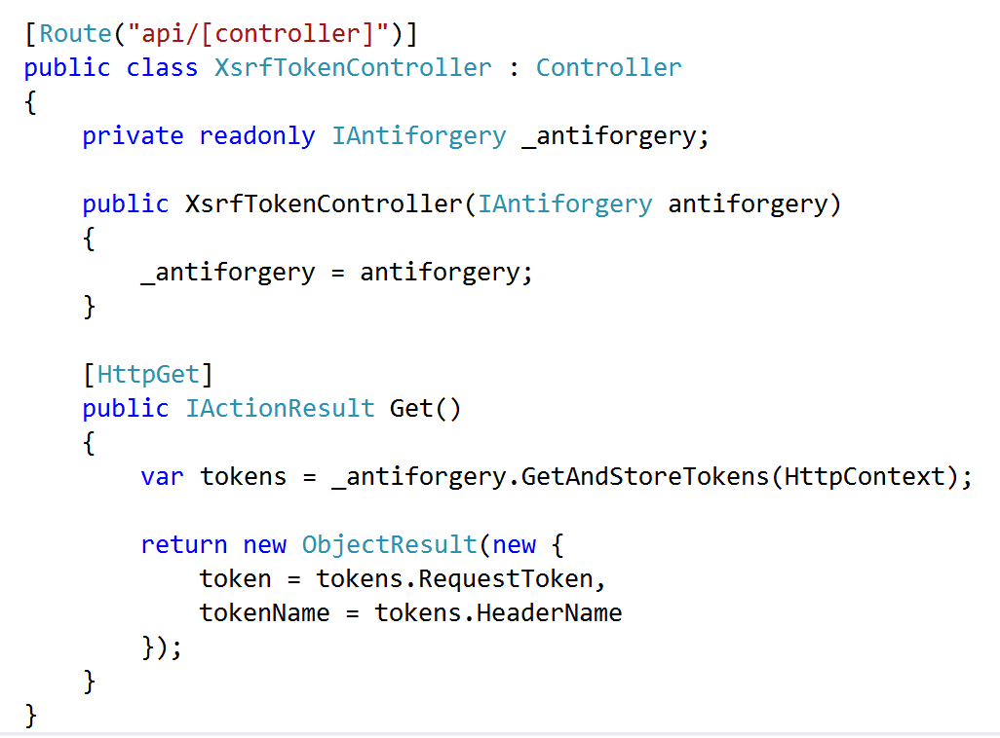 [Route("api/[controller]")]
public class XsrfTokenController : Controller
{
    private readonly IAntiforgery _antiforgery;

    public XsrfTokenController(IAntiforgery antiforgery)
    {
        _antiforgery = antiforgery;
    }

    [HttpGet]
    public IActionResult Get()
    {
        var tokens = _antiforgery.GetAndStoreTokens(HttpContext);

        return new ObjectResult(new {
            token = tokens.RequestToken,
            tokenName = tokens.HeaderName
        });
    }
}